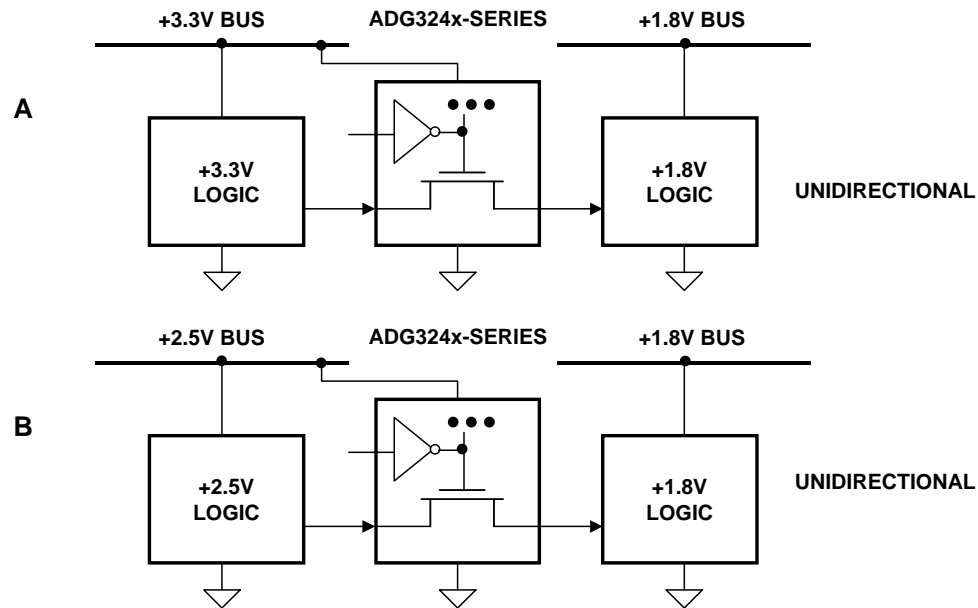 +3.3V BUS
ADG324x-SERIES
+1.8V BUS
A
+3.3V
LOGIC
+1.8V
LOGIC
UNIDIRECTIONAL
+2.5V BUS
ADG324x-SERIES
+1.8V BUS
B
+2.5V
LOGIC
+1.8V
LOGIC
UNIDIRECTIONAL